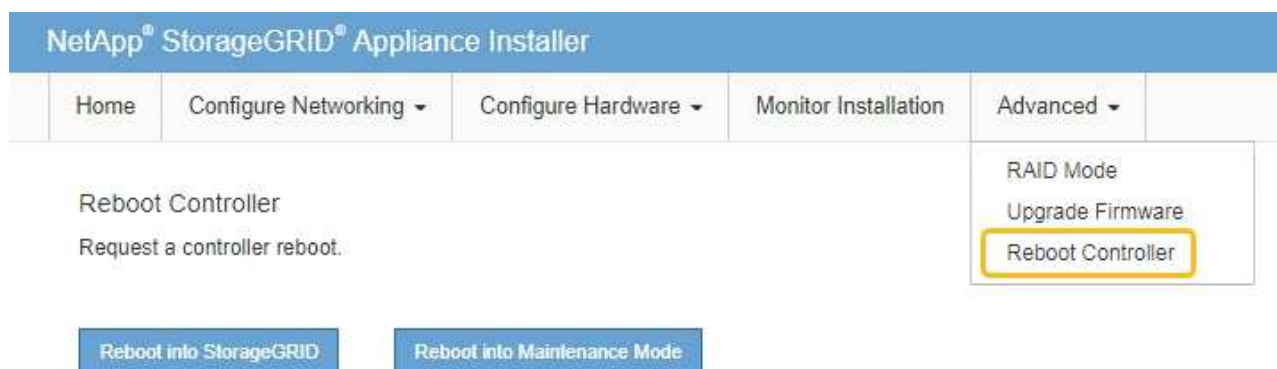 NetApp® StorageGRID® Appliance Installer
Home Configure Networking Configure Hardware Monitor Installation Advanced
RAID Mode
Upgrade Firmware
Reboot Controller
Reboot Controller
Request a controller reboot.
Reboot into StorageGRID Reboot into Maintenance Mode